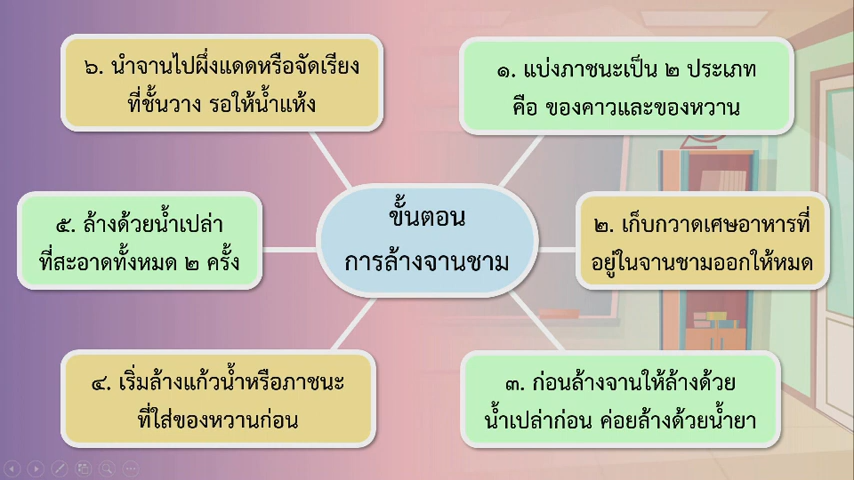 ขั้นตอน
การล้างจานชาม
๑. แบ่งภาชนะเป็น ๒ ประเภท
คือ ของคาวและของหวาน
๒. เก็บกวาดเศษอาหารที่
อยู่ในจานชามออกให้หมด
๓. ก่อนล้างจานให้ล้างด้วย
น้ำเปล่าก่อน ค่อยล้างด้วยน้ำยา
๔. เริ่มล้างแก้วน้ำหรือภาชนะ
ที่ใส่ของหวานก่อน
๕. ล้างด้วยน้ำเปล่า
ที่สะอาดทั้งหมด ๒ ครั้ง
๖. นำจานไปผึ่งแดดหรือจัดเรียง
ที่ชั้นวาง รอให้น้ำแห้ง